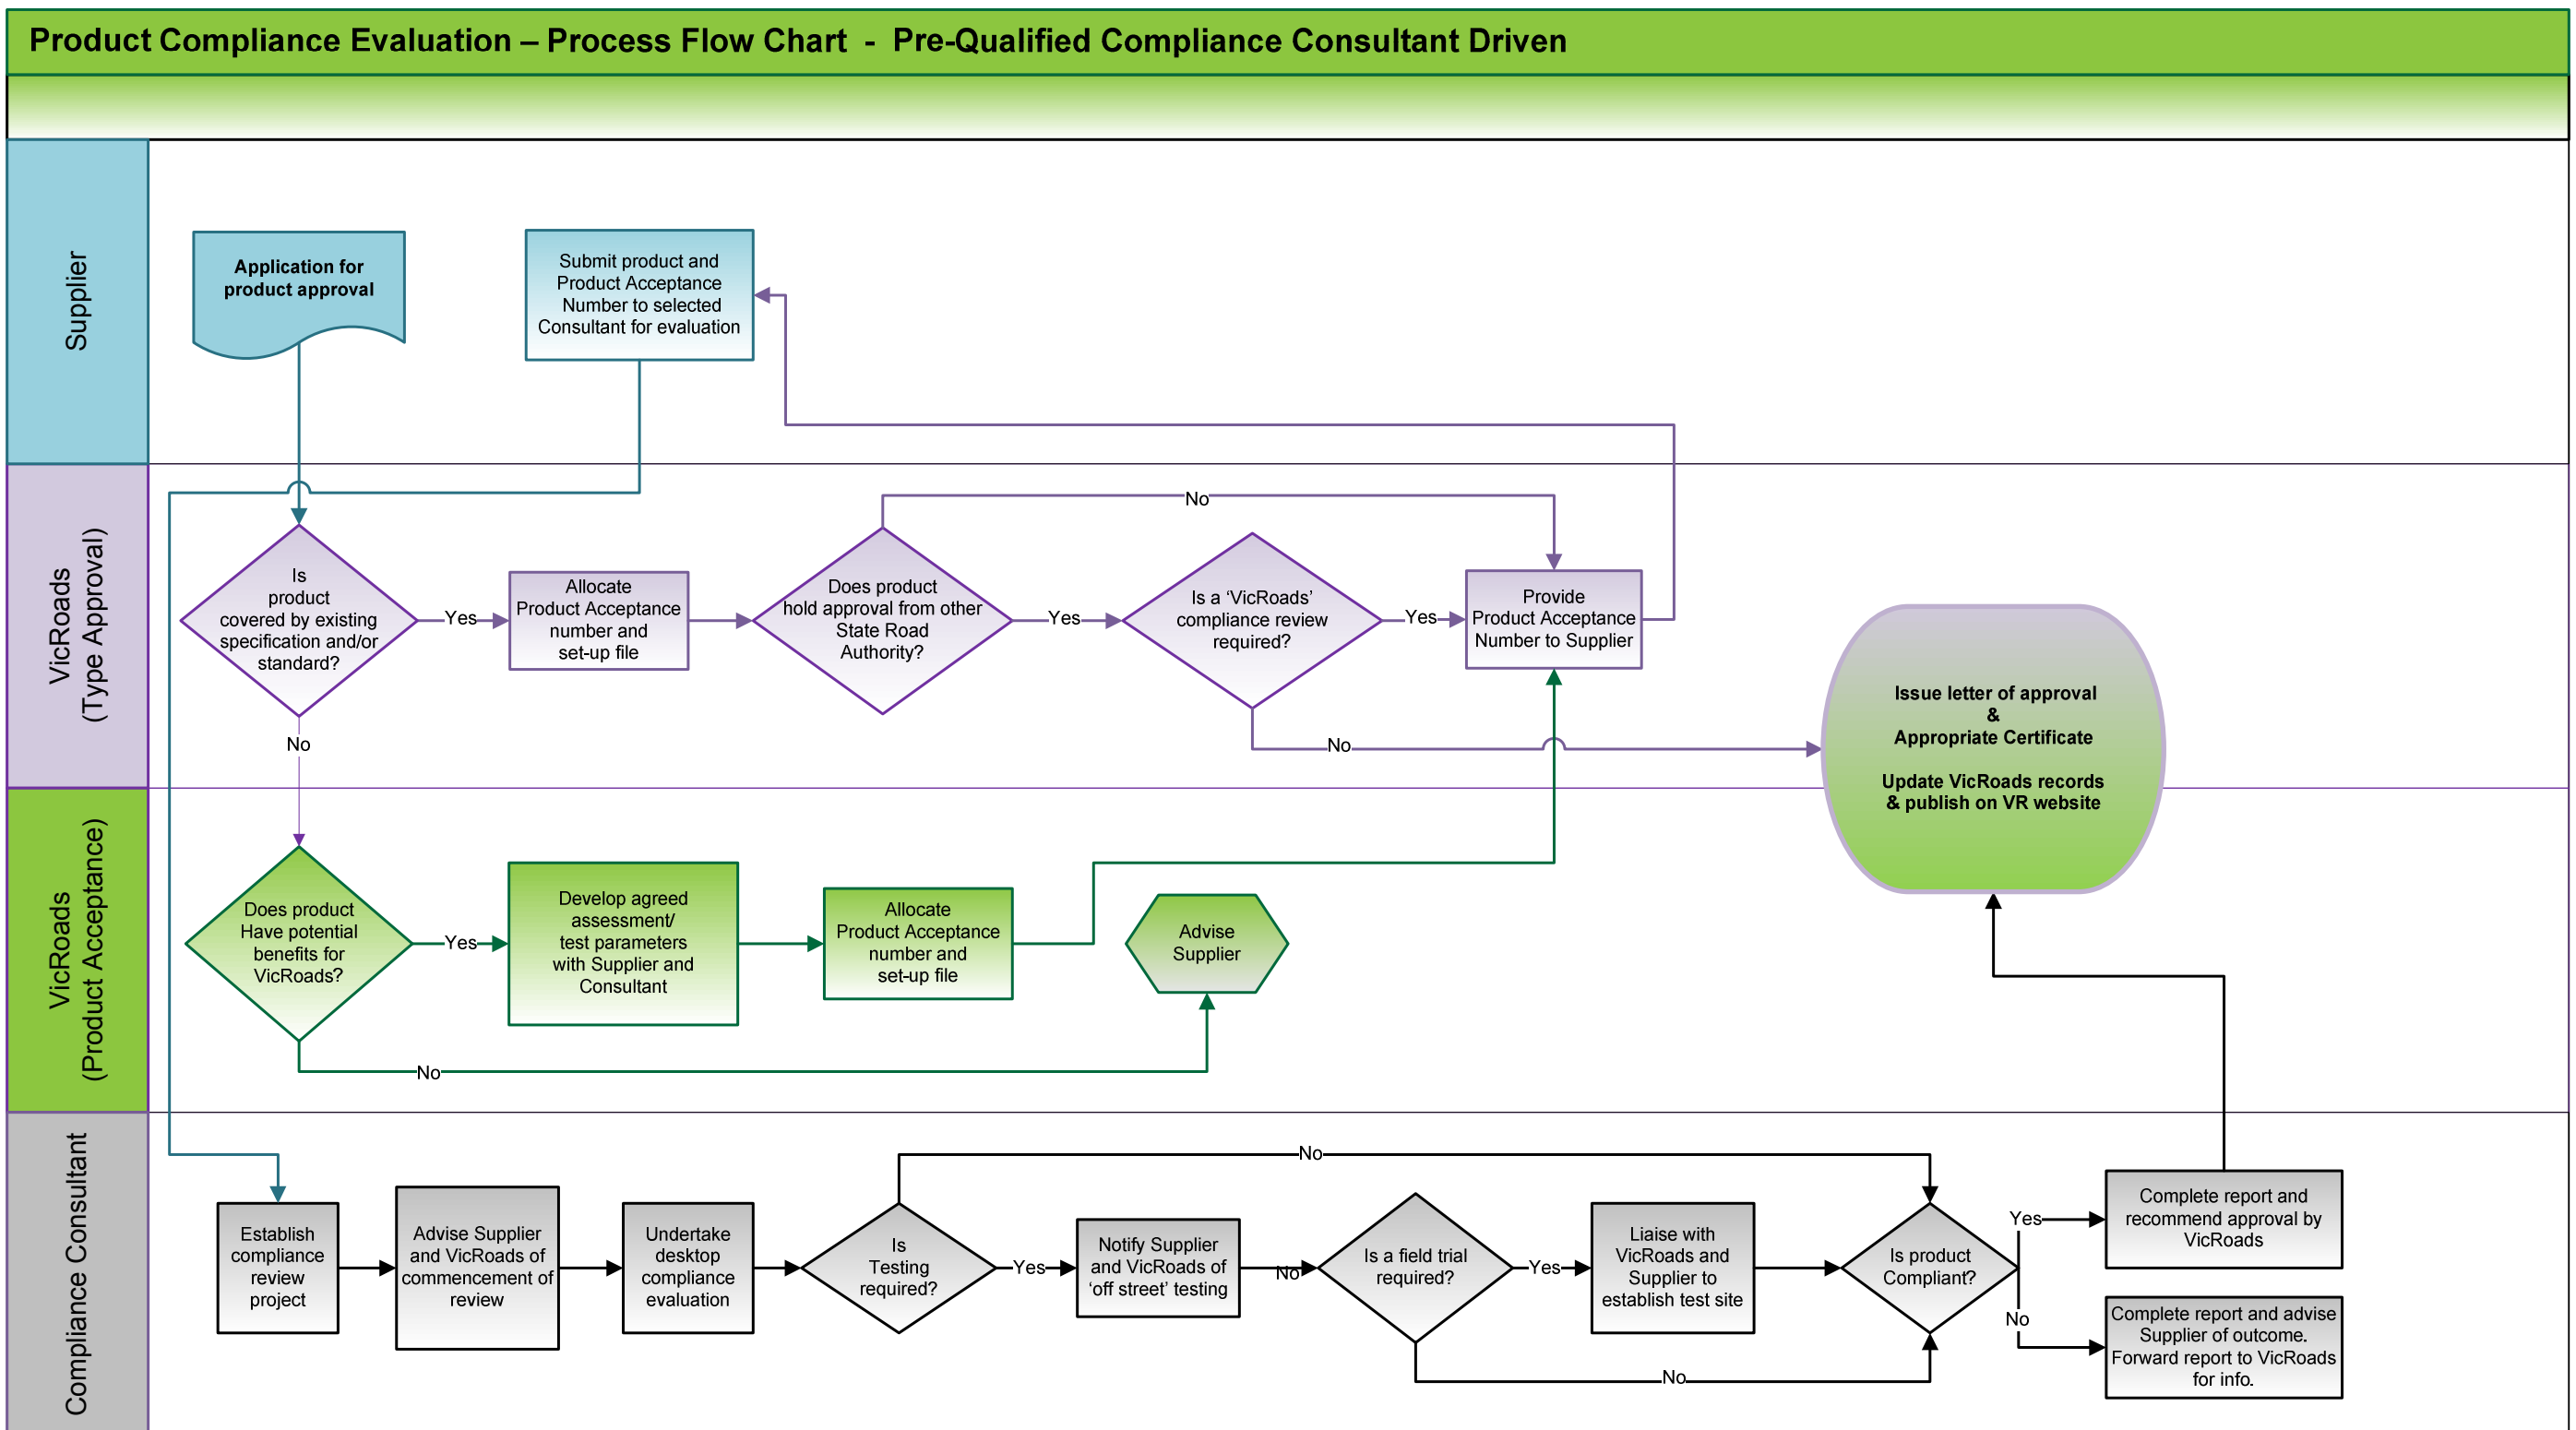 Product Compliance Evaluation – Process Flow Chart - Pre-Qualified Compliance Consultant Driven
Supplier
Application for
product approval
Submit product and
Product Acceptance
Number to selected
Consultant for evaluation
VicRoads
(Type Approval)
Is
product
covered by existing
specification and/or
standard?
Yes
No
Allocate
Product Acceptance
number and
set-up file
Does product
hold approval from other
State Road
Authority?
No
Yes
Is a ‘VicRoads’
compliance review
required?
Yes
No
Provide
Product Acceptance
Number to Supplier
Issue letter of approval
&
Appropriate Certificate
Update VicRoads records
& publish on VR website
VicRoads
(Product Acceptance)
Does product
Have potential
benefits for
VicRoads?
Yes
No
Develop agreed
assessment/
test parameters
with Supplier and
Consultant
Allocate
Product Acceptance
number and
set-up file
Advise
Supplier
Compliance Consultant
Establish
compliance
review
project
Advise Supplier
and VicRoads of
commencement of
review
Undertake
desktop
compliance
evaluation
Is
Testing
required?
No
Yes
Notify Supplier
and VicRoads of
‘off street’ testing
No
Is a field trial
required?
Yes
No
Liaise with
VicRoads and
Supplier to
establish test site
Is product
Compliant?
Yes
No
Complete report and
recommend approval by
VicRoads
Complete report and advise
Supplier of outcome.
Forward report to VicRoads
for info.